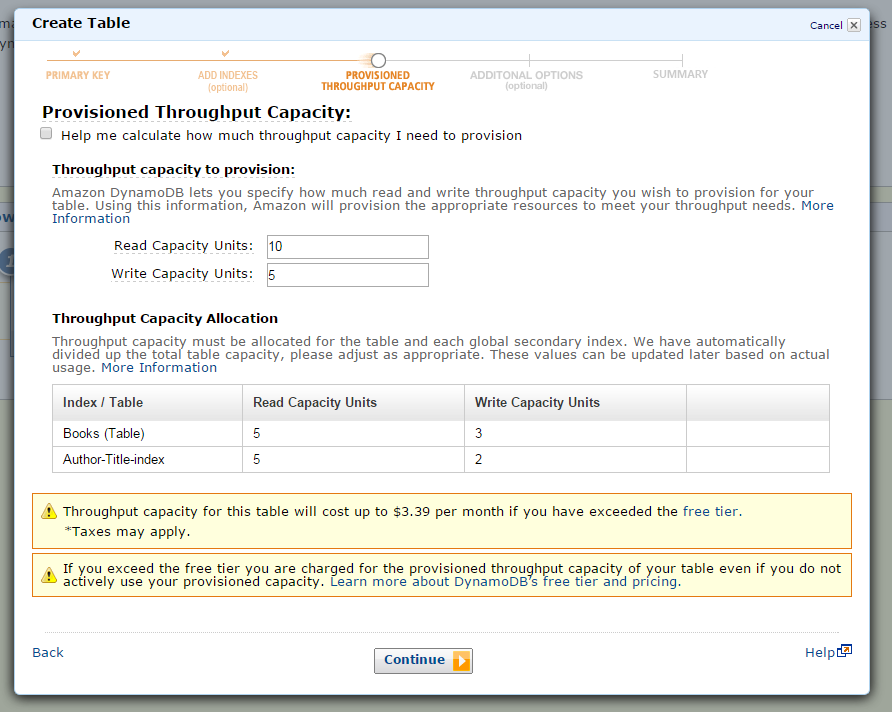 Create Table
Cancel
PRIMARY KEY
ADD INDEXES
(optional)
PROVISIONED
THROUGHPUT CAPACITY
ADDITONAL OPTIONS
(optional)
SUMMARY
Provisioned Throughput Capacity:
Help me calculate how much throughput capacity I need to provision
Throughput capacity to provision:
Amazon DynamoDB lets you specify how much read and write throughput capacity you wish to provision for your
table. Using this information, Amazon will provision the appropriate resources to meet your throughput needs. More
Information
Read Capacity Units: 10
Write Capacity Units: 5
Throughput Capacity Allocation
Throughput capacity must be allocated for the table and each global secondary index. We have automatically
divided up the total table capacity, please adjust as appropriate. These values can be updated later based on actual
usage. More Information
Index / Table Read Capacity Units Write Capacity Units
Books (Table) 5 3
Author-Title-index 5 2
Throughput capacity for this table will cost up to $3.39 per month if you have exceeded the free tier.
*Taxes may apply.
If you exceed the free tier you are charged for the provisioned throughput capacity of your table even if you do not
actively use your provisioned capacity. Learn more about DynamoDB's free tier and pricing.
Back
Continue
Help